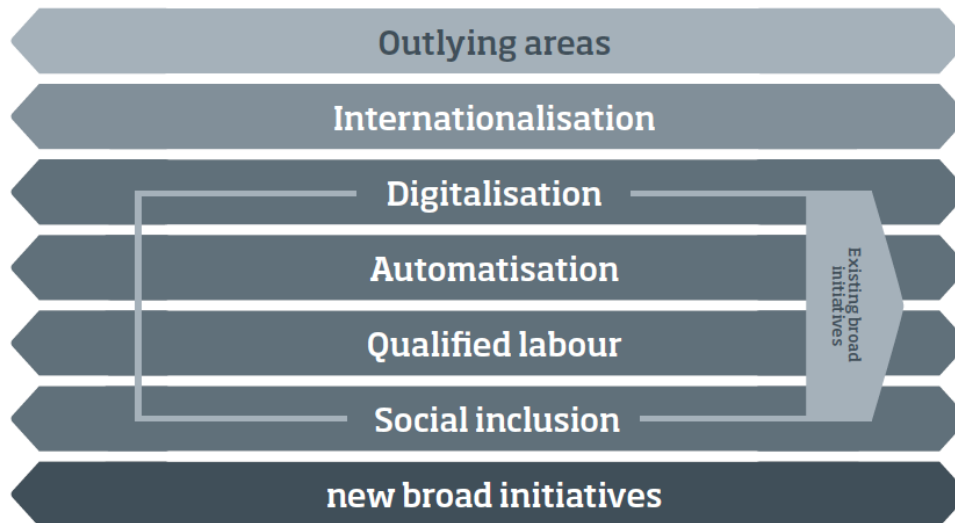 Outlying areas
Internationalisation
Digitalisation
Automatisation
Qualified labour
Social inclusion
Existing broad
initiatives
new broad initiatives